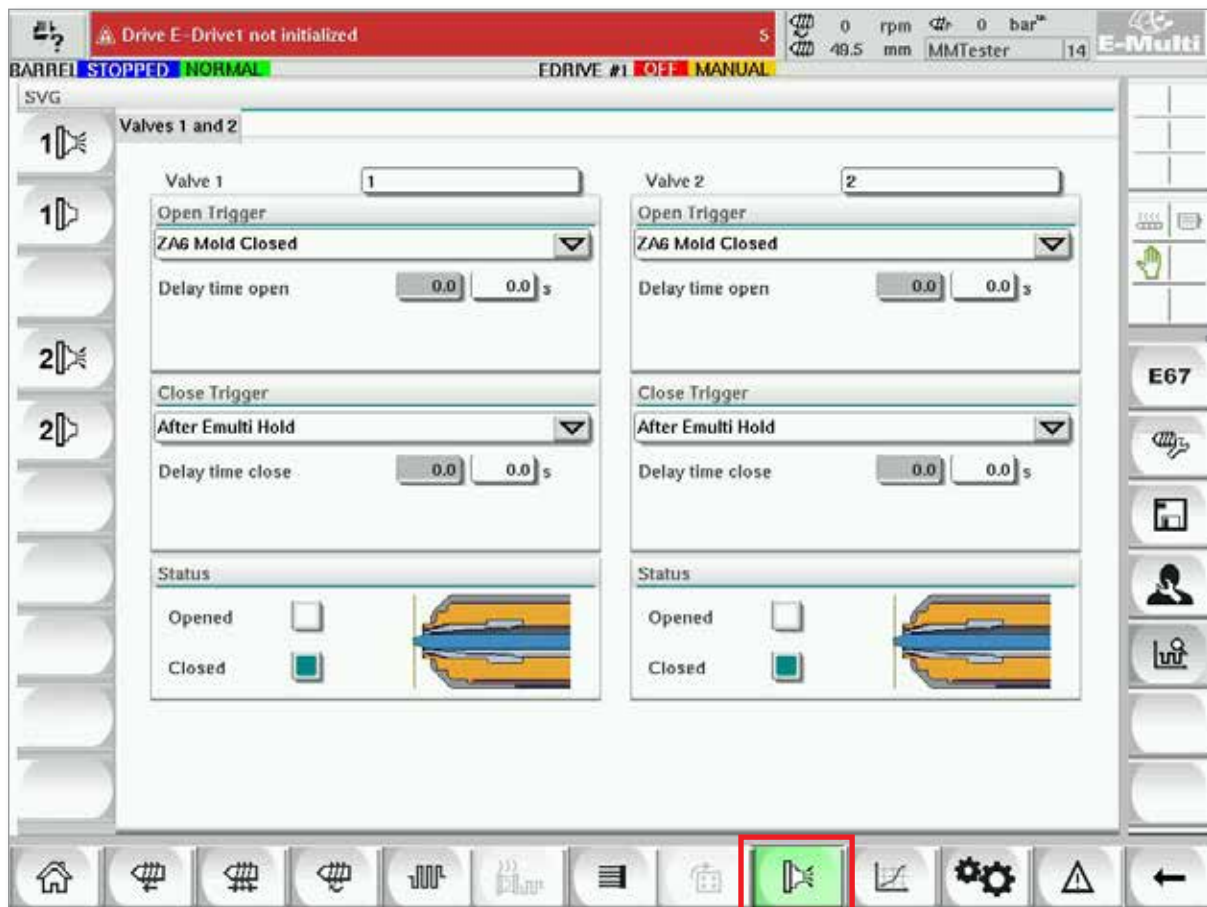 Drive E-Drive1 not initialized 5
0 rpm 0 bar
49.5 mm MMTester 14
E-Multi
BARREL STOPPED NORMAL EDRIVE #1 OFF MANUAL
SVG
Valves 1 and 2
1
1
2
2
Valve 1 1
Open Trigger
ZA6 Mold Closed
Delay time open 0.0 0.0 s
Close Trigger
After Emulti Hold
Delay time close 0.0 0.0 s
Status
Opened
Closed
Valve 2 2
Open Trigger
ZA6 Mold Closed
Delay time open 0.0 0.0 s
Close Trigger
After Emulti Hold
Delay time close 0.0 0.0 s
Status
Opened
Closed
E67